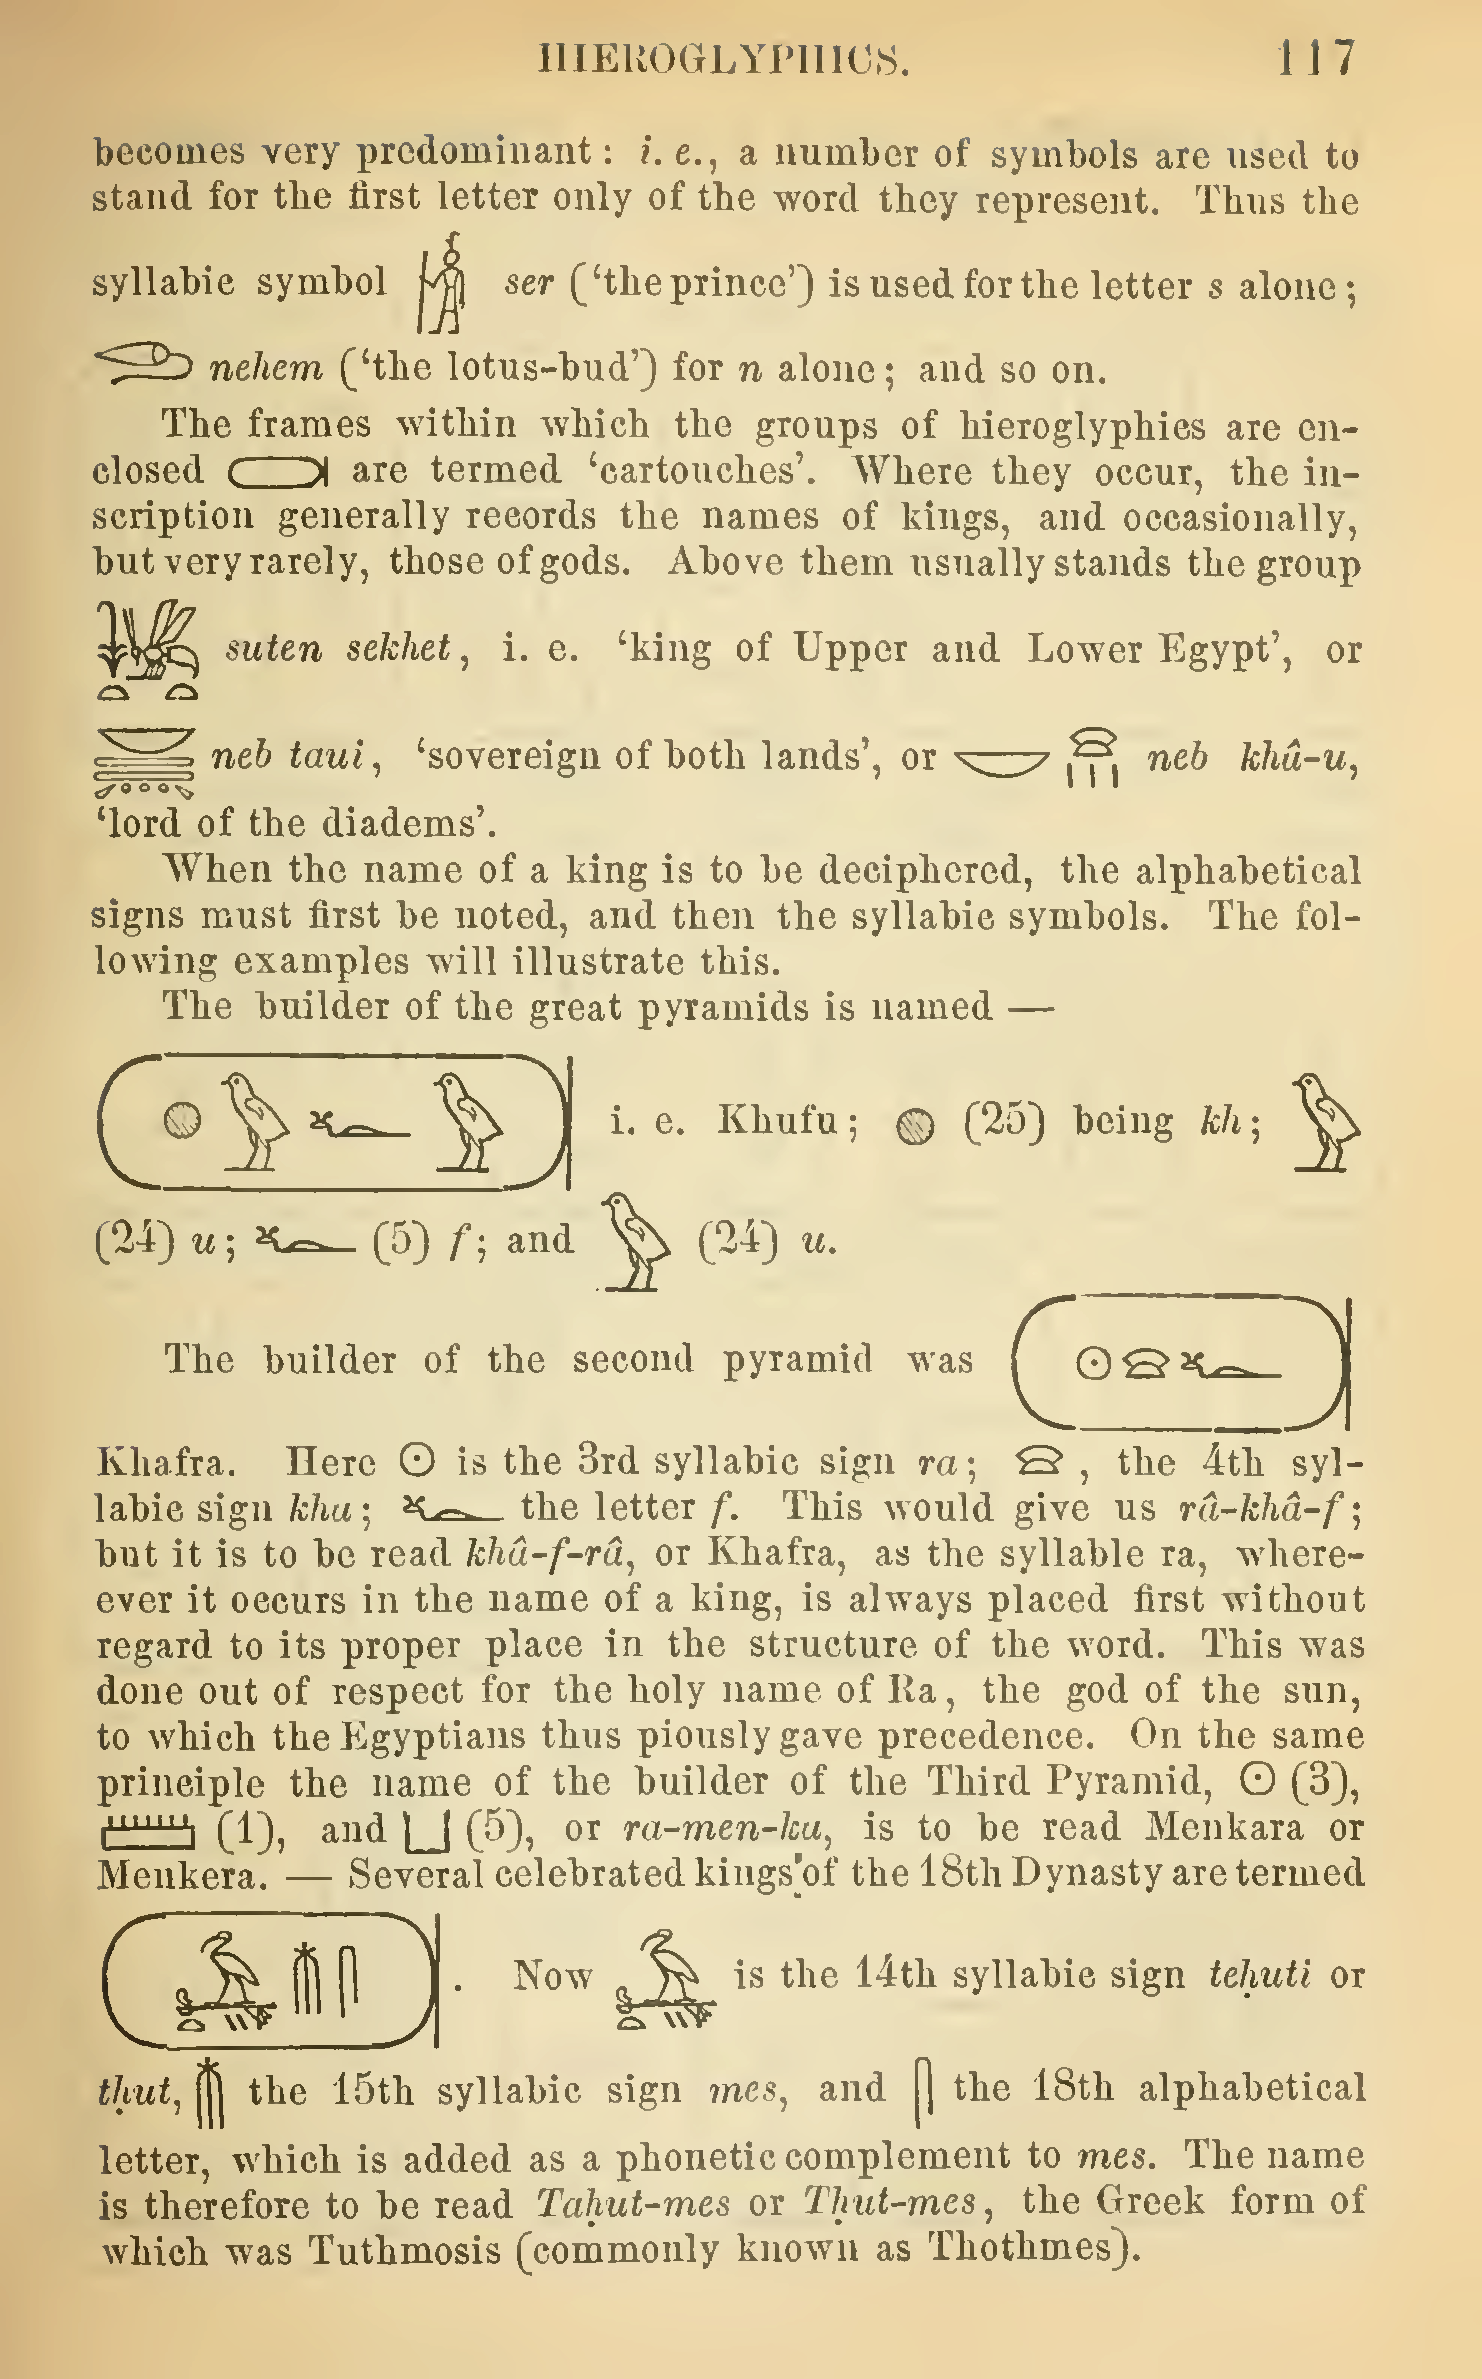 HIEROGLYPHICS. 117
becomes very predominant: i. e., a number of symbols are used to
stand for the first letter only of the word they represent. Thus the
syllabic symbol 𓀙 ser (‘the prince’) is used for the letter s alone;
nehem (‘the lotus-bud’) for n alone; and so on.
The frames within which the groups of hieroglyphics are en-
closed 𓍷 are termed ‘cartouches’. Where they occur, the in-
scription generally records the names of kings, and occasionally,
but very rarely, those of gods. Above them usually stands the group
𓇓𓏏𓆤𓏏 suten sekhet, i. e. ‘king of Upper and Lower Egypt’, or
neb taui, ‘sovereign of both lands’, or 𓎟 𓈍𓏥 neb khâ-u,
‘lord of the diadems’.
When the name of a king is to be deciphered, the alphabetical
signs must first be noted, and then the syllabic symbols. The fol-
lowing examples will illustrate this.
The builder of the great pyramids is named —
𓐍𓅱𓆑𓅱 i. e. Khufu; 𓐍 (25) being kh; 𓅱
(24) u; 𓆑 (5) f; and 𓅱 (24) u.
The builder of the second pyramid was 𓇳𓈍𓆑
Khafra. Here 𓇳 is the 3rd syllabic sign ra; 𓈍, the 4th syl-
labic sign kha; 𓆑 the letter f. This would give us râ-khâ-f;
but it is to be read khâ-f-râ, or Khafra, as the syllable ra, where-
ever it occurs in the name of a king, is always placed first without
regard to its proper place in the structure of the word. This was
done out of respect for the holy name of Ra, the god of the sun,
to which the Egyptians thus piously gave precedence. On the same
principle the name of the builder of the Third Pyramid, 𓇳 (3),
𓏠 (1), and 𓂓 (5), or ra-men-ka, is to be read Menkara or
Menkera. — Several celebrated kings of the 18th Dynasty are termed
𓅝𓄟𓋴. Now 𓅝 is the 14th syllabic sign teḥuti or
tḥut, 𓄟 the 15th syllabic sign mes, and 𓋴 the 18th alphabetical
letter, which is added as a phonetic complement to mes. The name
is therefore to be read Taḥut-mes or Tḥut-mes, the Greek form of
which was Tuthmosis (commonly known as Thothmes).